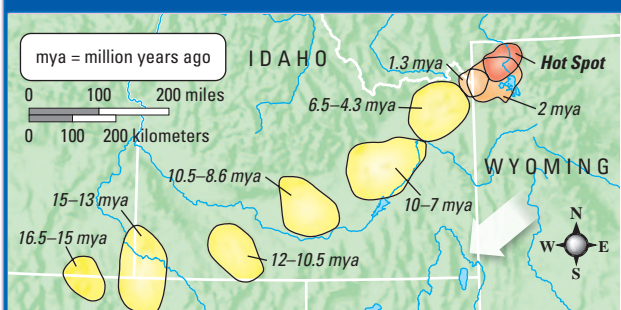 mya = million years ago
IDAHO
1.3 mya
Hot Spot
0 100 200 miles
0 100 200 kilometers
6.5–4.3 mya
2 mya
WYOMING
10.5–8.6 mya
10–7 mya
15–13 mya
16.5–15 mya
12–10.5 mya
N
W E
S